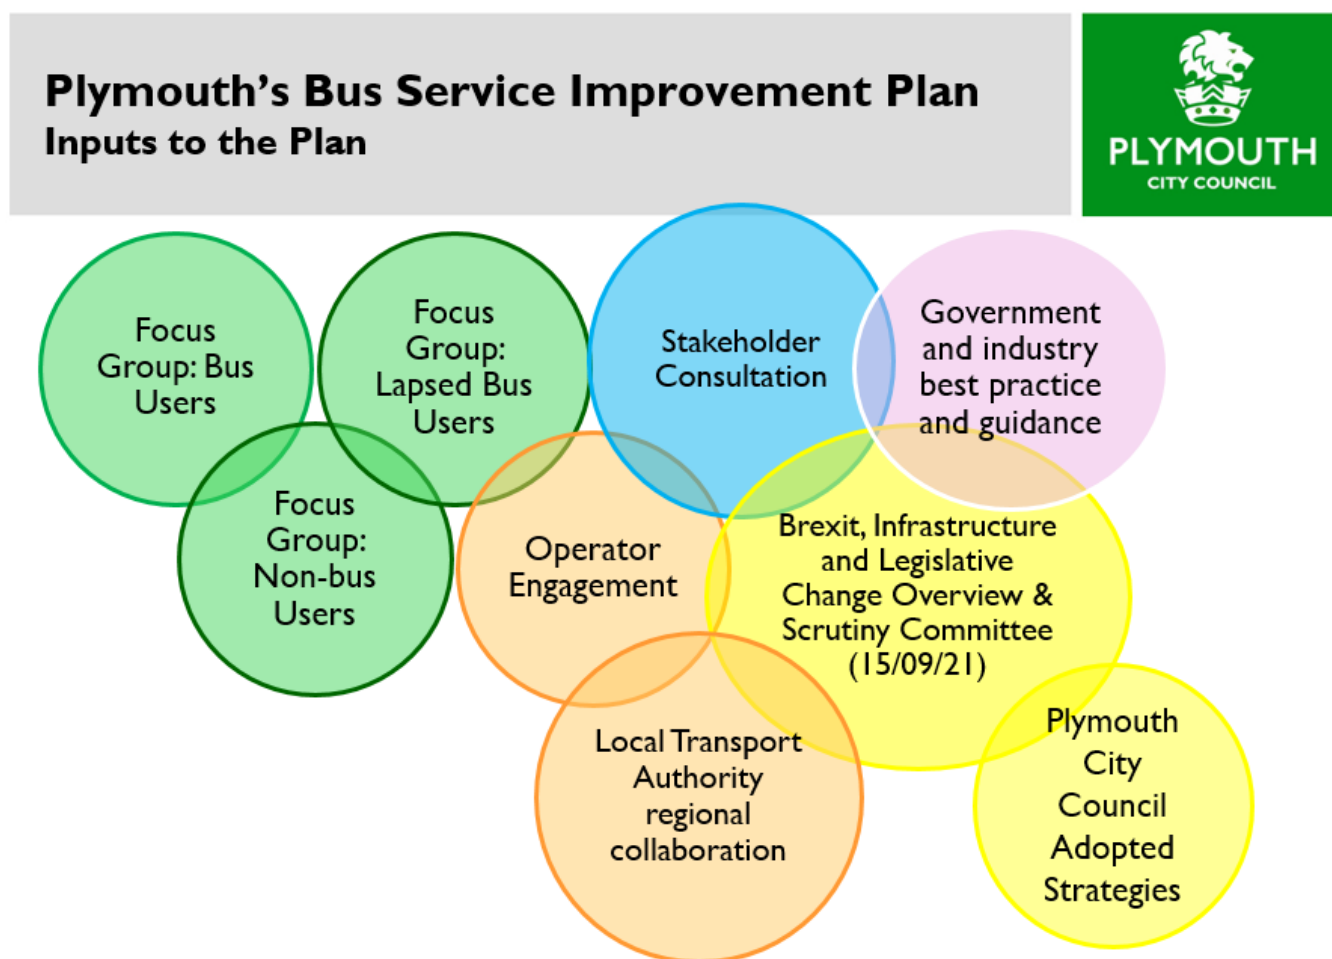 Plymouth's Bus Service Improvement Plan
Inputs to the Plan
PLYMOUTH
CITY COUNCIL
Focus
Group: Bus
Users
Focus
Group:
Lapsed Bus
Users
Stakeholder
Consultation
Government
and industry
best practice
and guidance
Focus
Group:
Non-bus
Users
Operator
Engagement
Brexit, Infrastructure
and Legislative
Change Overview &
Scrutiny Committee
(15/09/21)
Local Transport
Authority
regional
collaboration
Plymouth
City
Council
Adopted
Strategies